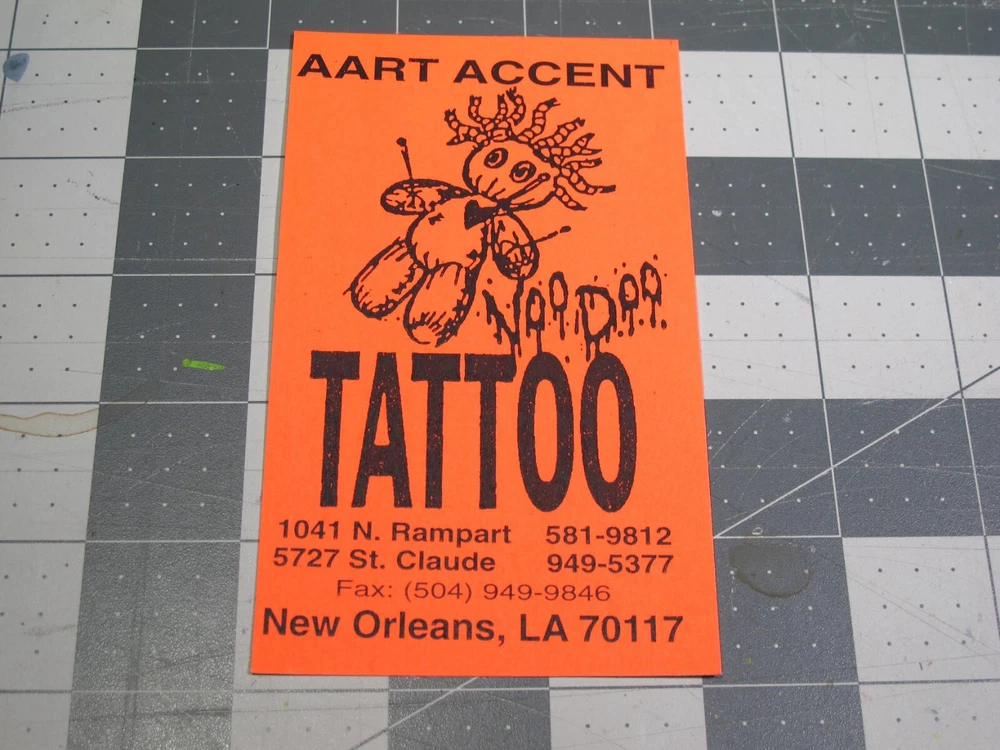 AART ACCENT
VOODOO
TATTOO
1041 N. Rampart 581-9812
5727 St. Claude 949-5377
Fax: (504) 949-9846
New Orleans, LA 70117